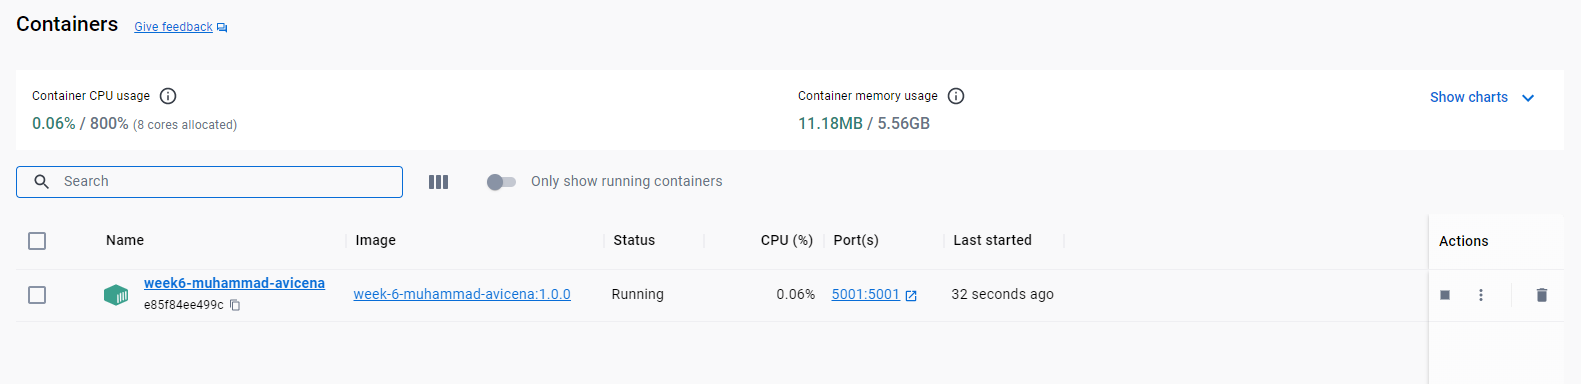 Containers Give feedback
Container CPU usage
0.06% / 800% (8 cores allocated)
Container memory usage
11.18MB / 5.56GB
Show charts
Search
Only show running containers
Name Image Status CPU (%) Port(s) Last started Actions
week6-muhammad-avicena
e85f84ee499c
week-6-muhammad-avicena:1.0.0 Running 0.06% 5001:5001 32 seconds ago